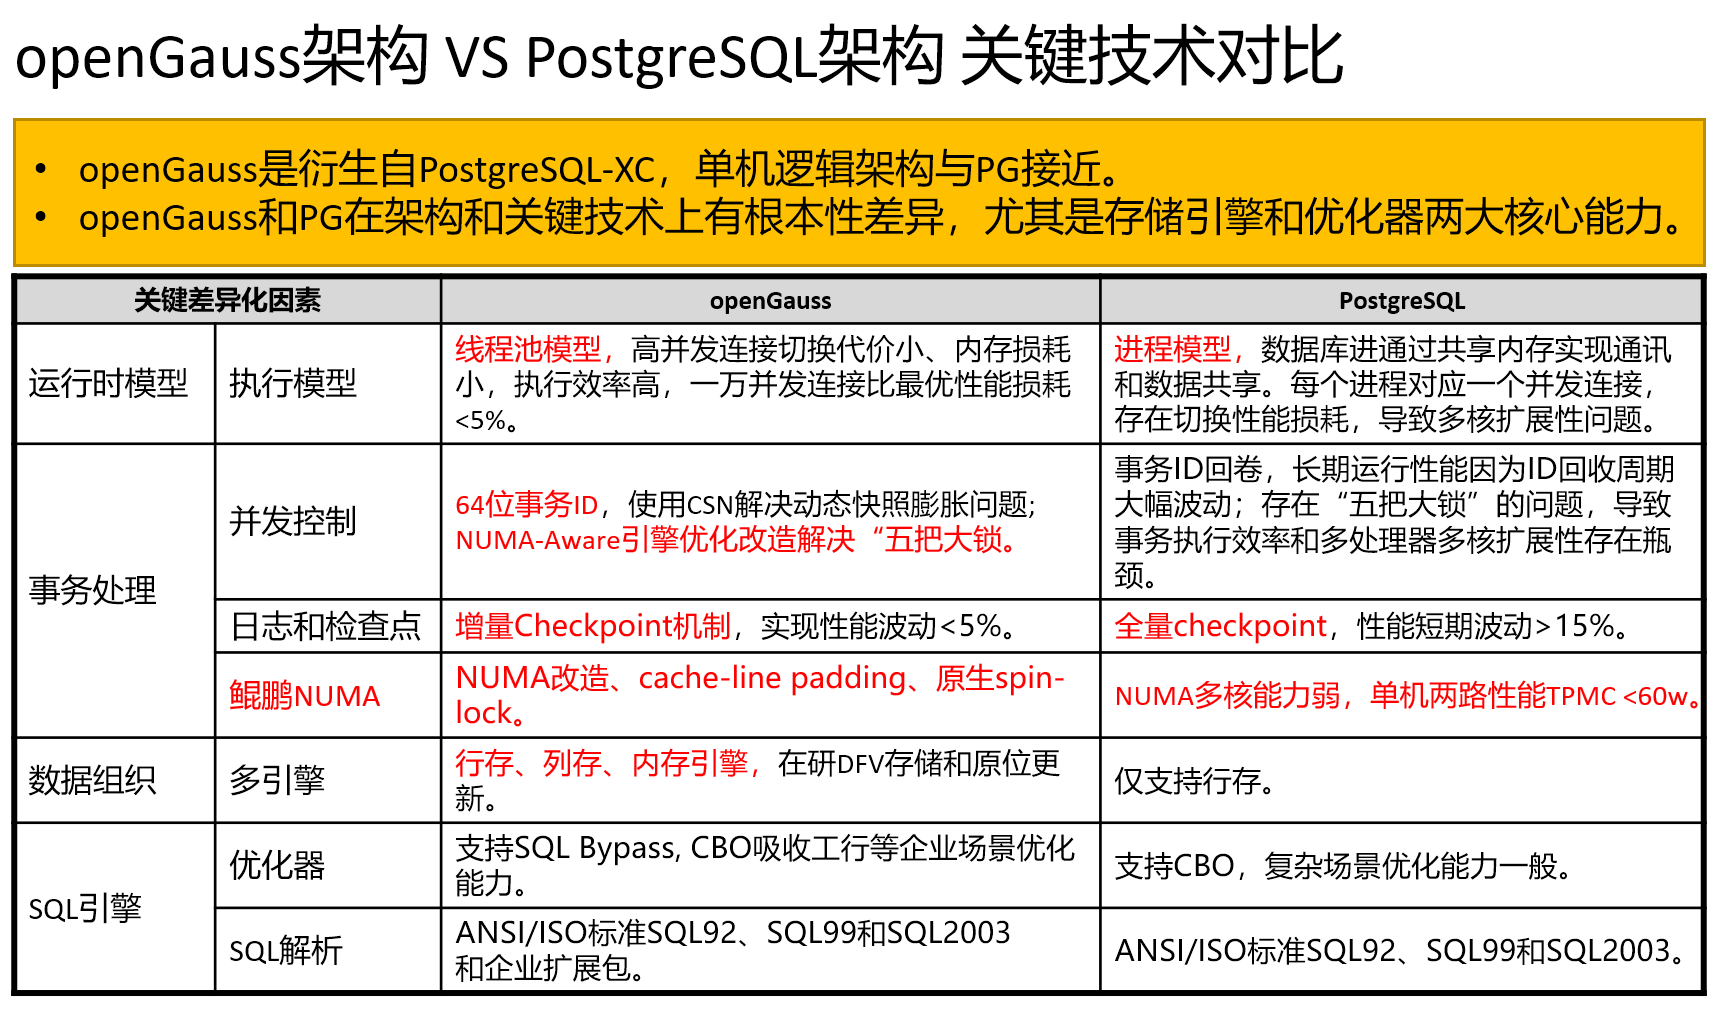 openGauss架构 VS PostgreSQL架构 关键技术对比
• openGauss是衍生自PostgreSQL-XC，单机逻辑架构与PG接近。
• openGauss和PG在架构和关键技术上有根本性差异，尤其是存储引擎和优化器两大核心能力。
关键差异化因素
openGauss
PostgreSQL
运行时模型
执行模型
线程池模型，高并发连接切换代价小、内存损耗
小，执行效率高，一万并发连接比最优性能损耗
<5%。
进程模型，数据库进通过共享内存实现通讯
和数据共享。每个进程对应一个并发连接，
存在切换性能损耗，导致多核扩展性问题。
事务处理
并发控制
64位事务ID，使用CSN解决动态快照膨胀问题;
NUMA-Aware引擎优化改造解决“五把大锁。
事务ID回卷，长期运行性能因为ID回收周期
大幅波动；存在“五把大锁”的问题，导致
事务执行效率和多处理器多核扩展性存在瓶
颈。
日志和检查点
增量Checkpoint机制，实现性能波动<5%。
全量checkpoint，性能短期波动>15%。
鲲鹏NUMA
NUMA改造、cache-line padding、原生spin-
lock。
NUMA多核能力弱，单机两路性能TPMC <60w。
数据组织
多引擎
行存、列存、内存引擎，在研DFV存储和原位更
新。
仅支持行存。
SQL引擎
优化器
支持SQL Bypass, CBO吸收工行等企业场景优化
能力。
支持CBO，复杂场景优化能力一般。
SQL解析
ANSI/ISO标准SQL92、SQL99和SQL2003
和企业扩展包。
ANSI/ISO标准SQL92、SQL99和SQL2003。